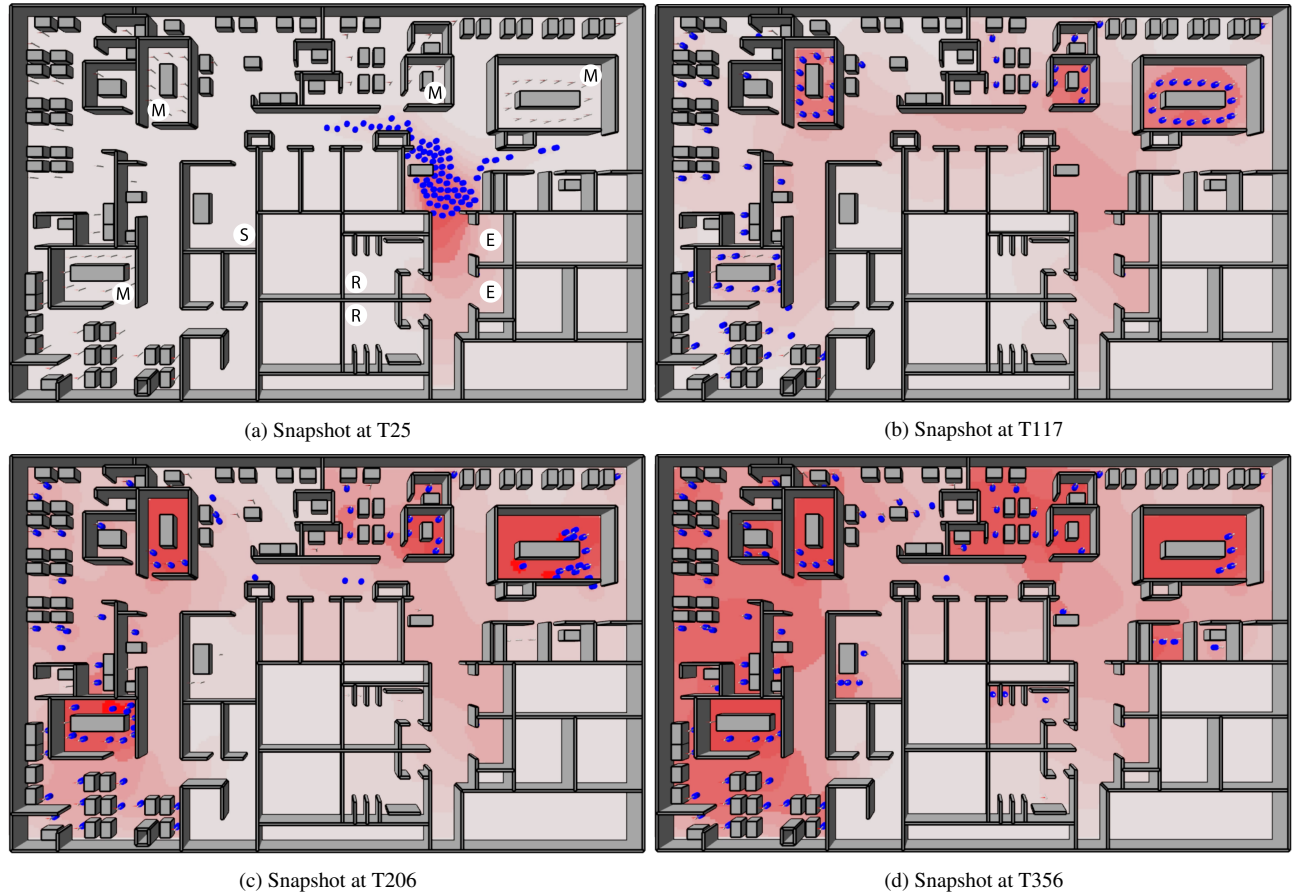 M
M
M
S
E
R
E
M
R
(a) Snapshot at T25
(b) Snapshot at T117
(c) Snapshot at T206
(d) Snapshot at T356